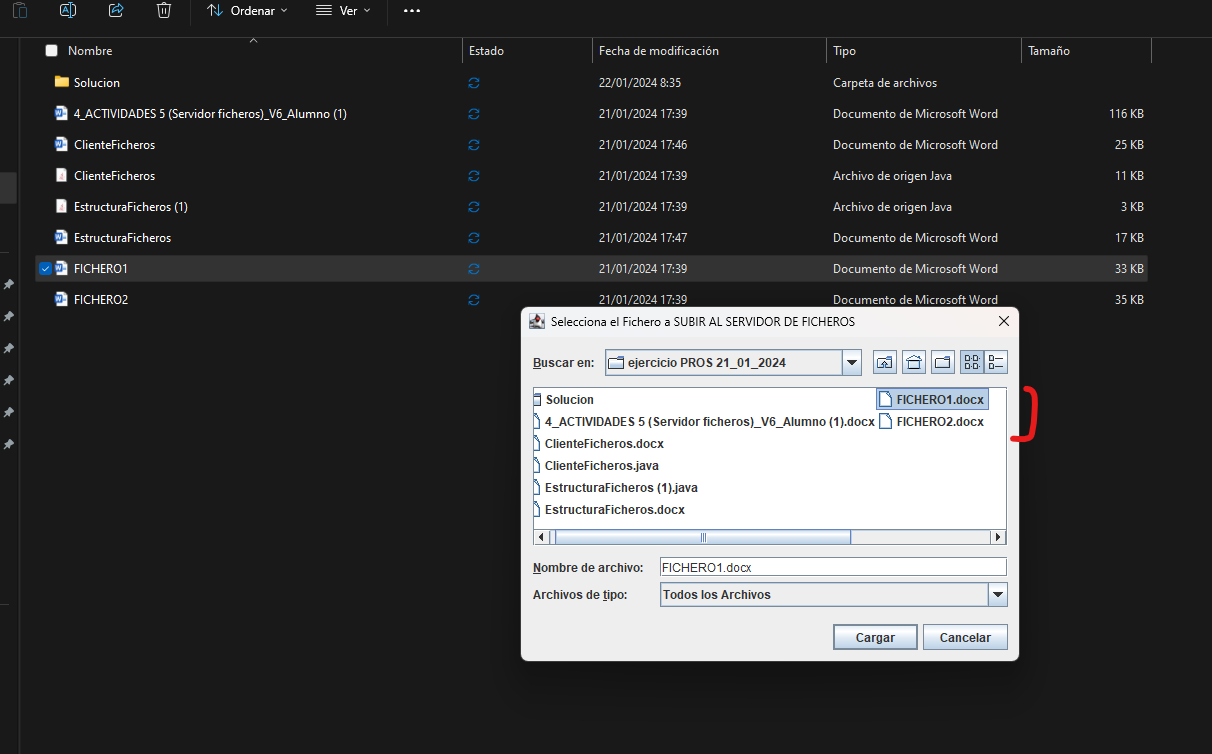 Ordenar Ver
Nombre Estado Fecha de modificación Tipo Tamaño
Solucion 22/01/2024 8:35 Carpeta de archivos
4_ACTIVIDADES 5 (Servidor ficheros)_V6_Alumno (1) 21/01/2024 17:39 Documento de Microsoft Word 116 KB
ClienteFicheros 21/01/2024 17:46 Documento de Microsoft Word 25 KB
ClienteFicheros 21/01/2024 17:39 Archivo de origen Java 11 KB
EstructuraFicheros (1) 21/01/2024 17:39 Archivo de origen Java 3 KB
EstructuraFicheros 21/01/2024 17:47 Documento de Microsoft Word 17 KB
FICHERO1 21/01/2024 17:39 Documento de Microsoft Word 33 KB
FICHERO2 21/01/2024 17:39 Documento de Microsoft Word 35 KB
Selecciona el Fichero a SUBIR AL SERVIDOR DE FICHEROS
Buscar en: ejercicio PROS 21_01_2024
Solucion FICHERO1.docx
4_ACTIVIDADES 5 (Servidor ficheros)_V6_Alumno (1).docx FICHERO2.docx
ClienteFicheros.docx
ClienteFicheros.java
EstructuraFicheros (1).java
EstructuraFicheros.docx
Nombre de archivo: FICHERO1.docx
Archivos de tipo: Todos los Archivos
Cargar Cancelar